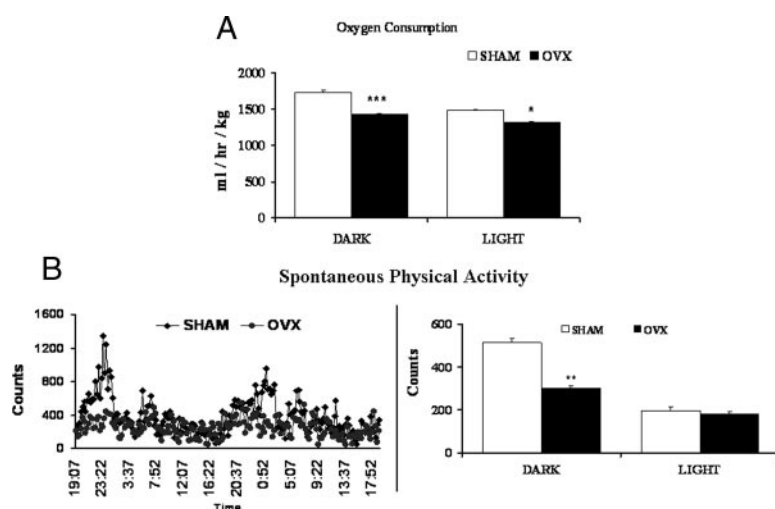 A
Oxygen Consumption
SHAM OVX
ml / hr / kg
2000
1500
1000
500
0
***
*
DARK LIGHT
B
Spontaneous Physical Activity
SHAM OVX
Counts
1600
1200
800
400
0
19:07 23:22 3:37 7:52 12:07 16:22 20:37 0:52 5:07 9:22 13:37 17:52
Time
SHAM OVX
Counts
600
400
200
0
**
DARK LIGHT